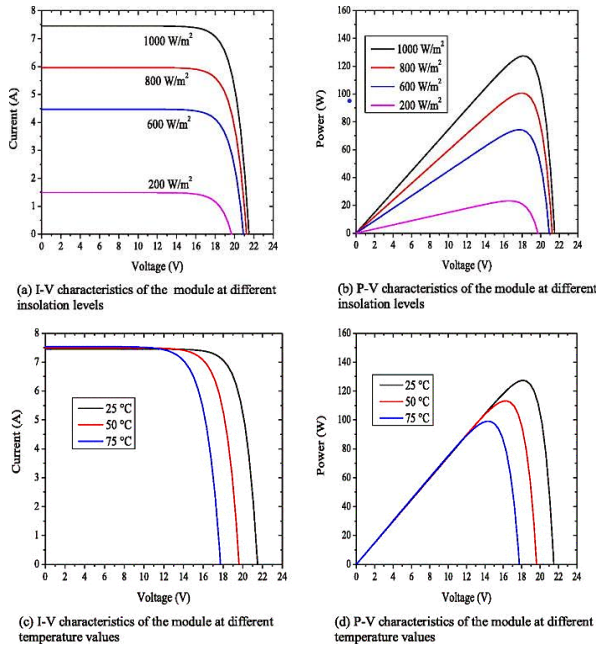 8
7
6
5
4
3
2
1
0
Current (A)
1000 W/m²
800 W/m²
600 W/m²
200 W/m²
0 2 4 6 8 10 12 14 16 18 20 22 24
Voltage (V)
(a) I-V characteristics of the module at different
insolation levels
160
140
120
100
80
60
40
20
0
Power (W)
1000 W/m²
800 W/m²
600 W/m²
200 W/m²
0 2 4 6 8 10 12 14 16 18 20 22 24
Voltage (V)
(b) P-V characteristics of the module at different
insolation levels
8
7
6
5
4
3
2
1
0
Current (A)
25 ºC
50 ºC
75 ºC
0 2 4 6 8 10 12 14 16 18 20 22 24
Voltage (V)
(c) I-V characteristics of the module at different
temperature values
160
140
120
100
80
60
40
20
0
Power (W)
25 ºC
50 ºC
75 ºC
0 2 4 6 8 10 12 14 16 18 20 22 24
Voltage (V)
(d) P-V characteristics of the module at different
temperature values